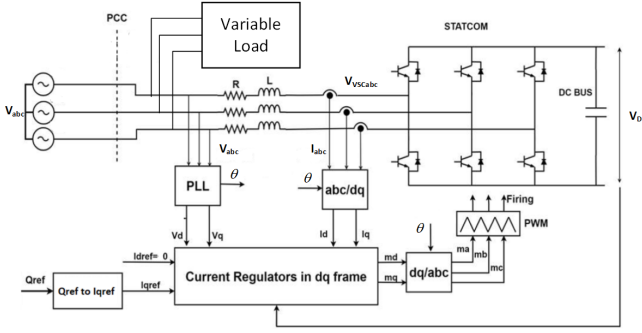 PCC
Variable
Load
STATCOM
R
L
V_VSCabc
DC BUS
V_abc
V_D
V_abc
I_abc
θ
θ
PLL
abc/dq
Firing
PWM
θ
Vd
Vq
Id
Iq
ma
mb
mc
Idref= 0
Current Regulators in dq frame
md
mq
dq/abc
Qref
Qref to Iqref
Iqref